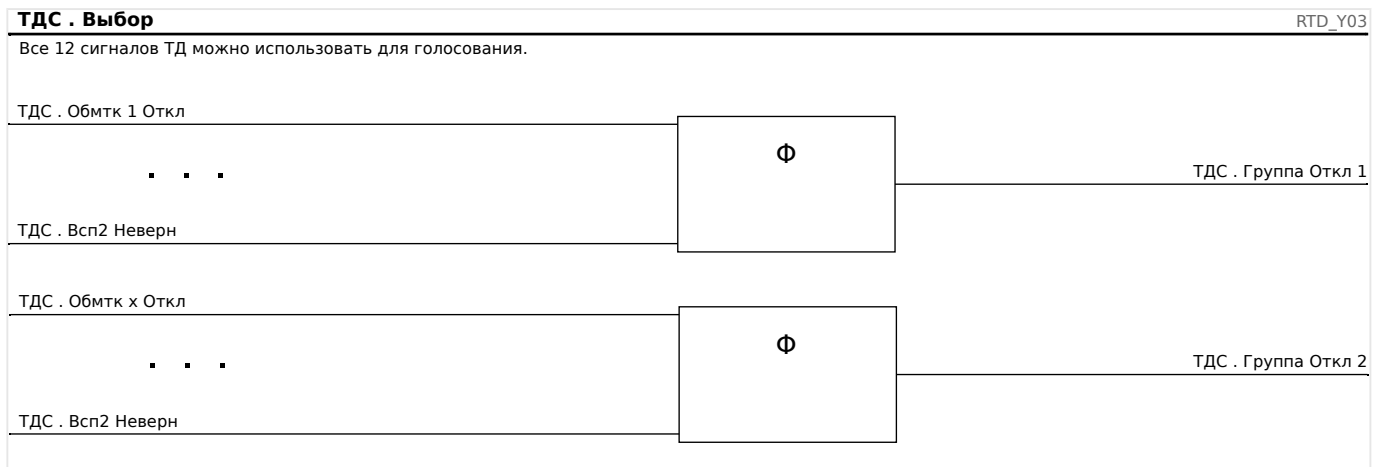 ТДС . Выбор
RTD_Y03
Все 12 сигналов ТД можно использовать для голосования.
ТДС . Обмтк 1 Откл
Ф
. . .
ТДС . Группа Откл 1
ТДС . Всп2 Неверн
ТДС . Обмтк x Откл
Ф
. . .
ТДС . Группа Откл 2
ТДС . Всп2 Неверн